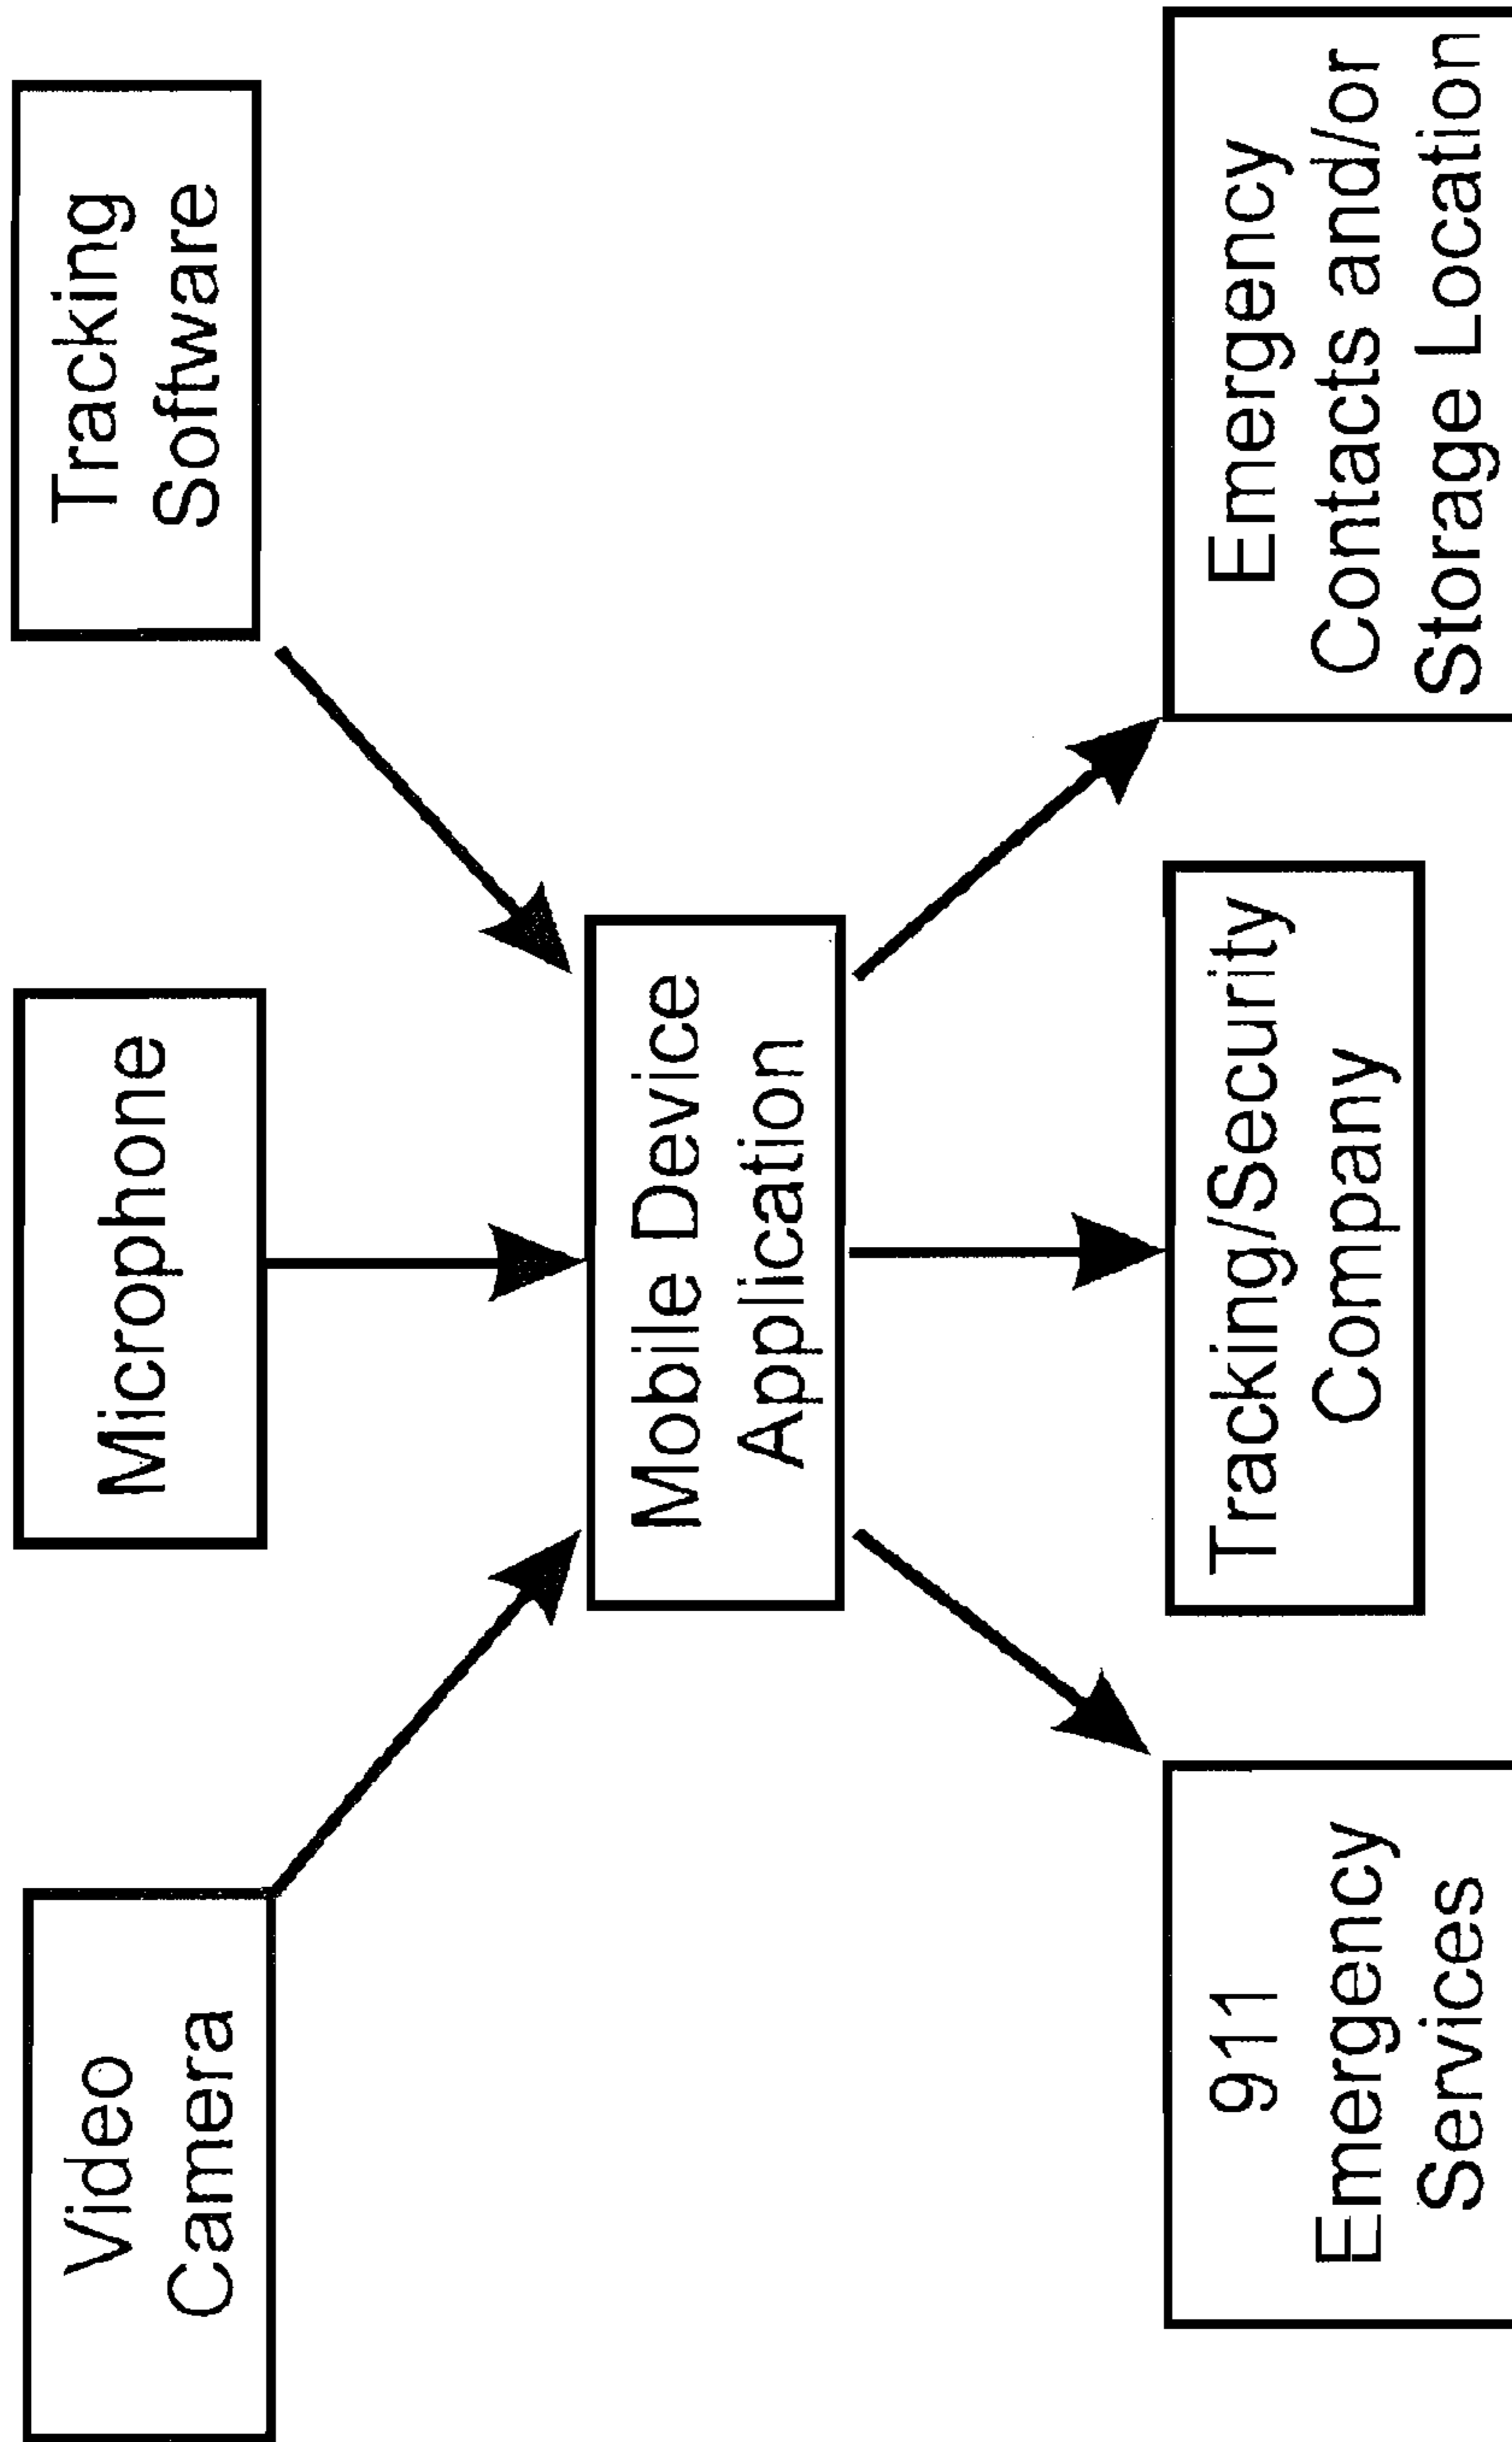 Video
Camera
Microphone
Tracking
Software
Mobile Device
Application
911
Emergency
Services
Tracking/Security
Company
Emergency
Contacts and/or
Storage Location